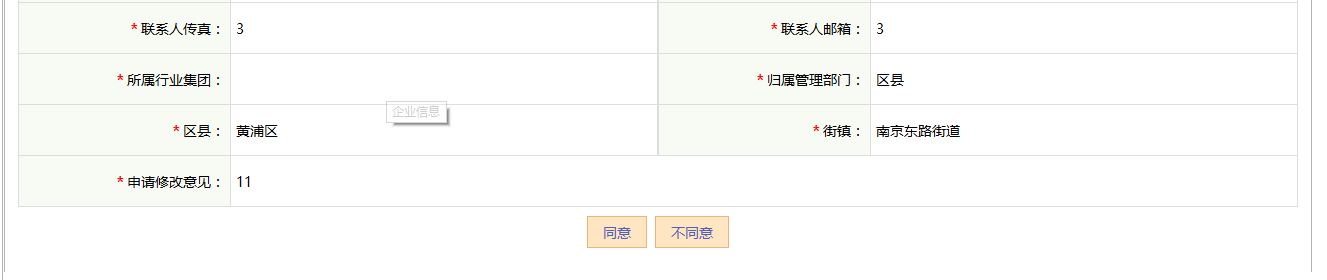 * 联系人传真： 3 * 联系人邮箱： 3
* 所属行业集团： * 归属管理部门： 区县
企业信息
* 区县： 黄浦区 * 街镇： 南京东路街道
* 申请修改意见： 11
同意 不同意